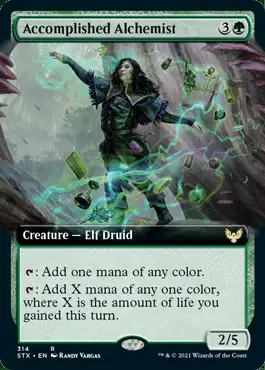 Accomplished Alchemist 3
Creature — Elf Druid
: Add one mana of any color.
: Add X mana of any one color,
where X is the amount of life you
gained this turn.
2/5
314 R
STX • EN RANDY VARGAS ™ & © 2021 Wizards of the Coast